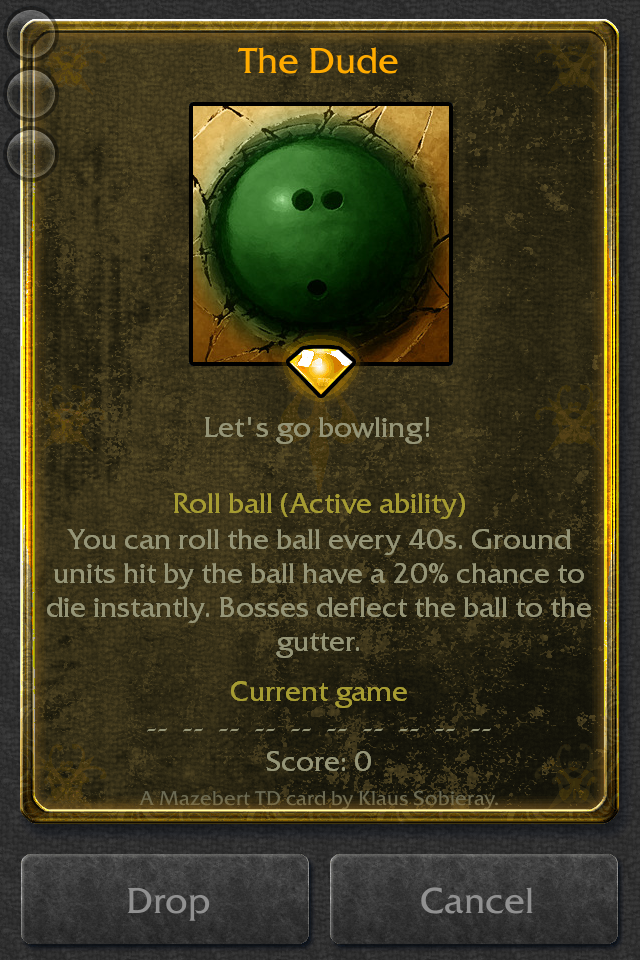 The Dude
Let's go bowling!
Roll ball (Active ability)
You can roll the ball every 40s. Ground
units hit by the ball have a 20% chance to
die instantly. Bosses deflect the ball to the
gutter.
Current game
-- -- -- -- -- -- -- -- -- --
Score: 0
A Mazebert TD card by Klaus Sobieray.
Drop
Cancel